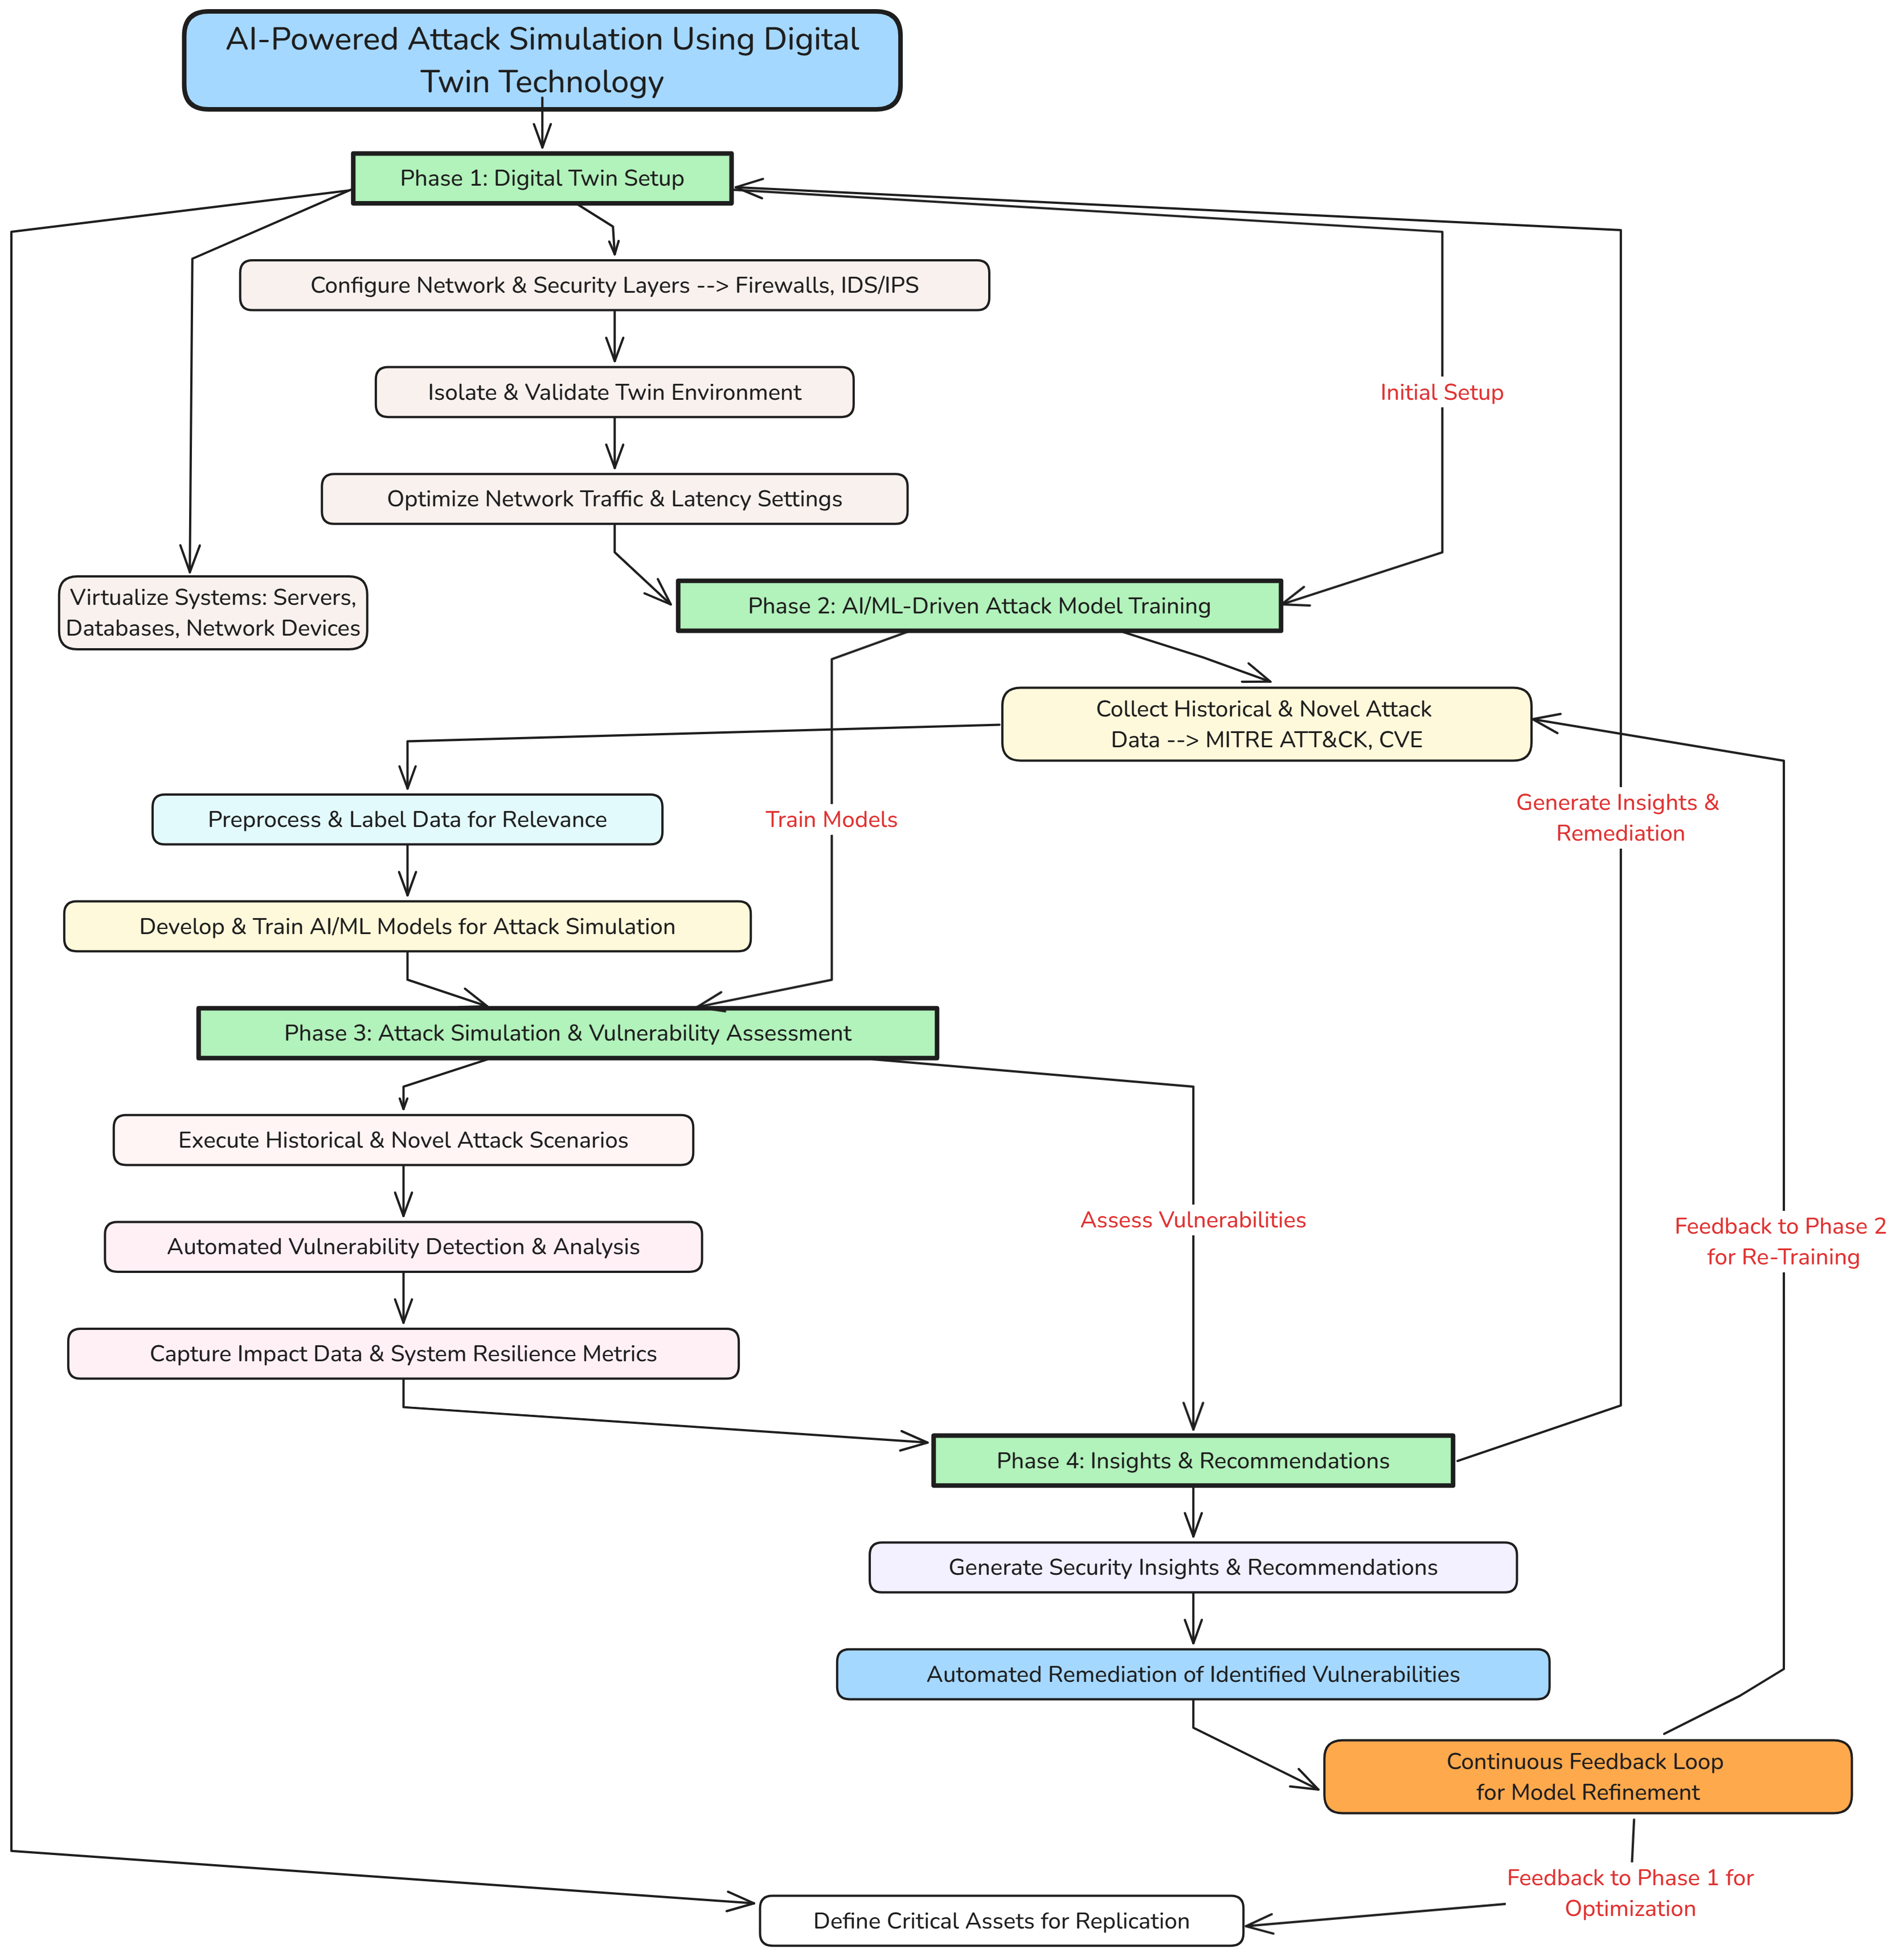 AI-Powered Attack Simulation Using Digital
Twin Technology
Phase 1: Digital Twin Setup
Configure Network & Security Layers --> Firewalls, IDS/IPS
Isolate & Validate Twin Environment
Initial Setup
Optimize Network Traffic & Latency Settings
Virtualize Systems: Servers,
Databases, Network Devices
Phase 2: AI/ML-Driven Attack Model Training
Collect Historical & Novel Attack
Data --> MITRE ATT&CK, CVE
Preprocess & Label Data for Relevance
Train Models
Generate Insights &
Remediation
Develop & Train AI/ML Models for Attack Simulation
Phase 3: Attack Simulation & Vulnerability Assessment
Execute Historical & Novel Attack Scenarios
Assess Vulnerabilities
Feedback to Phase 2
for Re-Training
Automated Vulnerability Detection & Analysis
Capture Impact Data & System Resilience Metrics
Phase 4: Insights & Recommendations
Generate Security Insights & Recommendations
Automated Remediation of Identified Vulnerabilities
Continuous Feedback Loop
for Model Refinement
Feedback to Phase 1 for
Optimization
Define Critical Assets for Replication